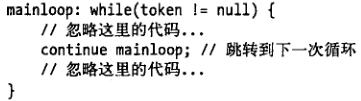 mainloop: while(token != null) {
    // 忽略这里的代码...
    continue mainloop; // 跳转到下一次循环
    // 忽略这里的代码...
}